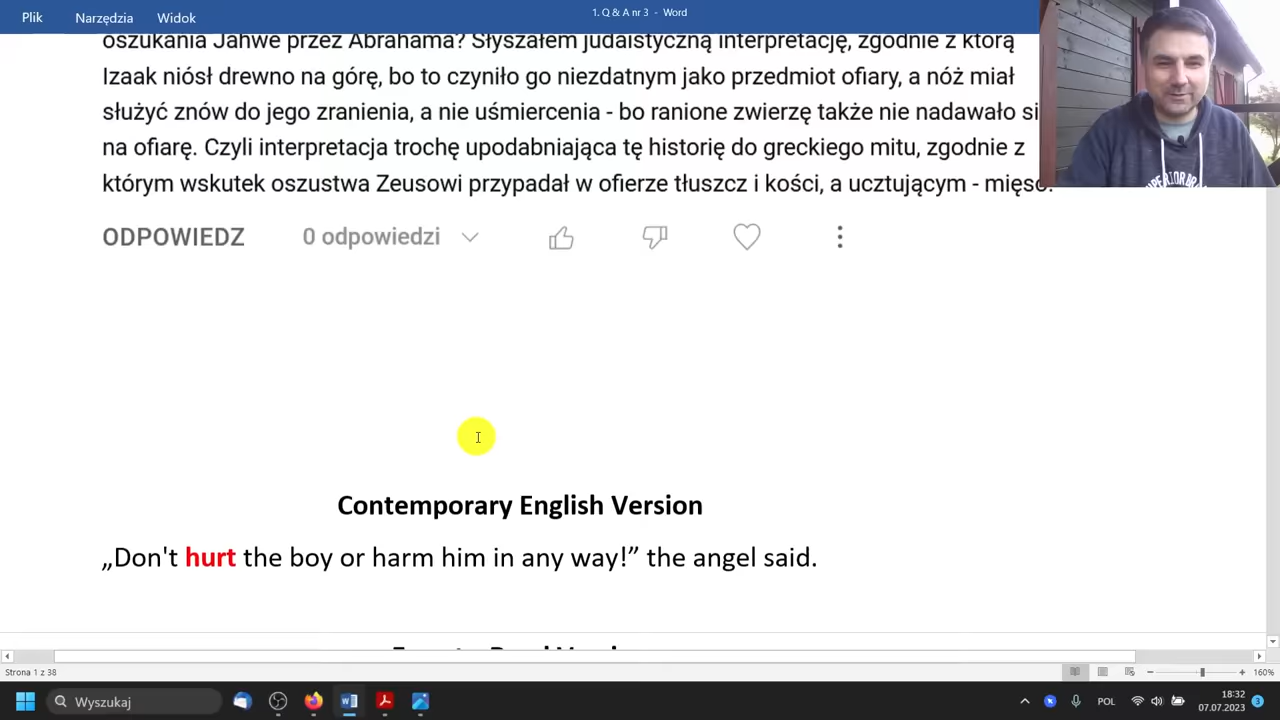 1. Q & A nr 3 - Word
Plik Narzędzia Widok
oszukania Jahwe przez Abrahama? Słyszałem judaistyczną interpretację, zgodnie z którą
Izaak niósł drewno na górę, bo to czyniło go niezdatnym jako przedmiot ofiary, a nóż miał
służyć znów do jego zranienia, a nie uśmiercenia - bo ranione zwierzę także nie nadawało
na ofiarę. Czyli interpretacja trochę upodabniająca tę historię do greckiego mitu, zgodnie z
którym wskutek oszustwa Zeusowi przypadał w ofierze tłuszcz i kości, a ucztującym - mięso.
ODPOWIEDZ 0 odpowiedzi
Contemporary English Version
„Don't hurt the boy or harm him in any way!” the angel said.
Strona 1 z 38
160%
Wyszukaj
POL
18:32
07.07.2023
3